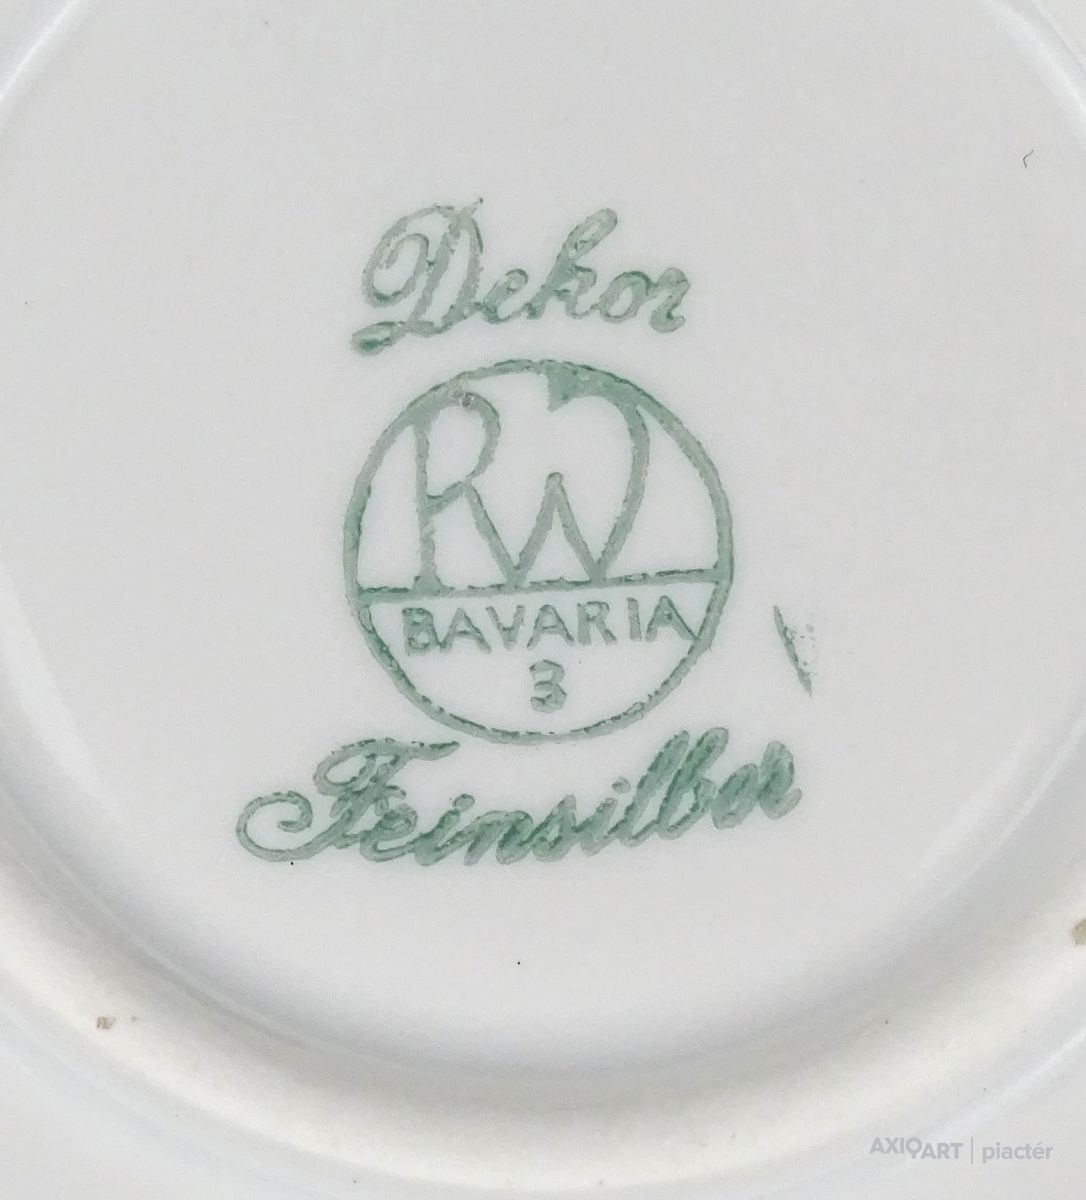 Dekor
RW
BAVARIA
3
Feinsilber
AXIOART | piactér